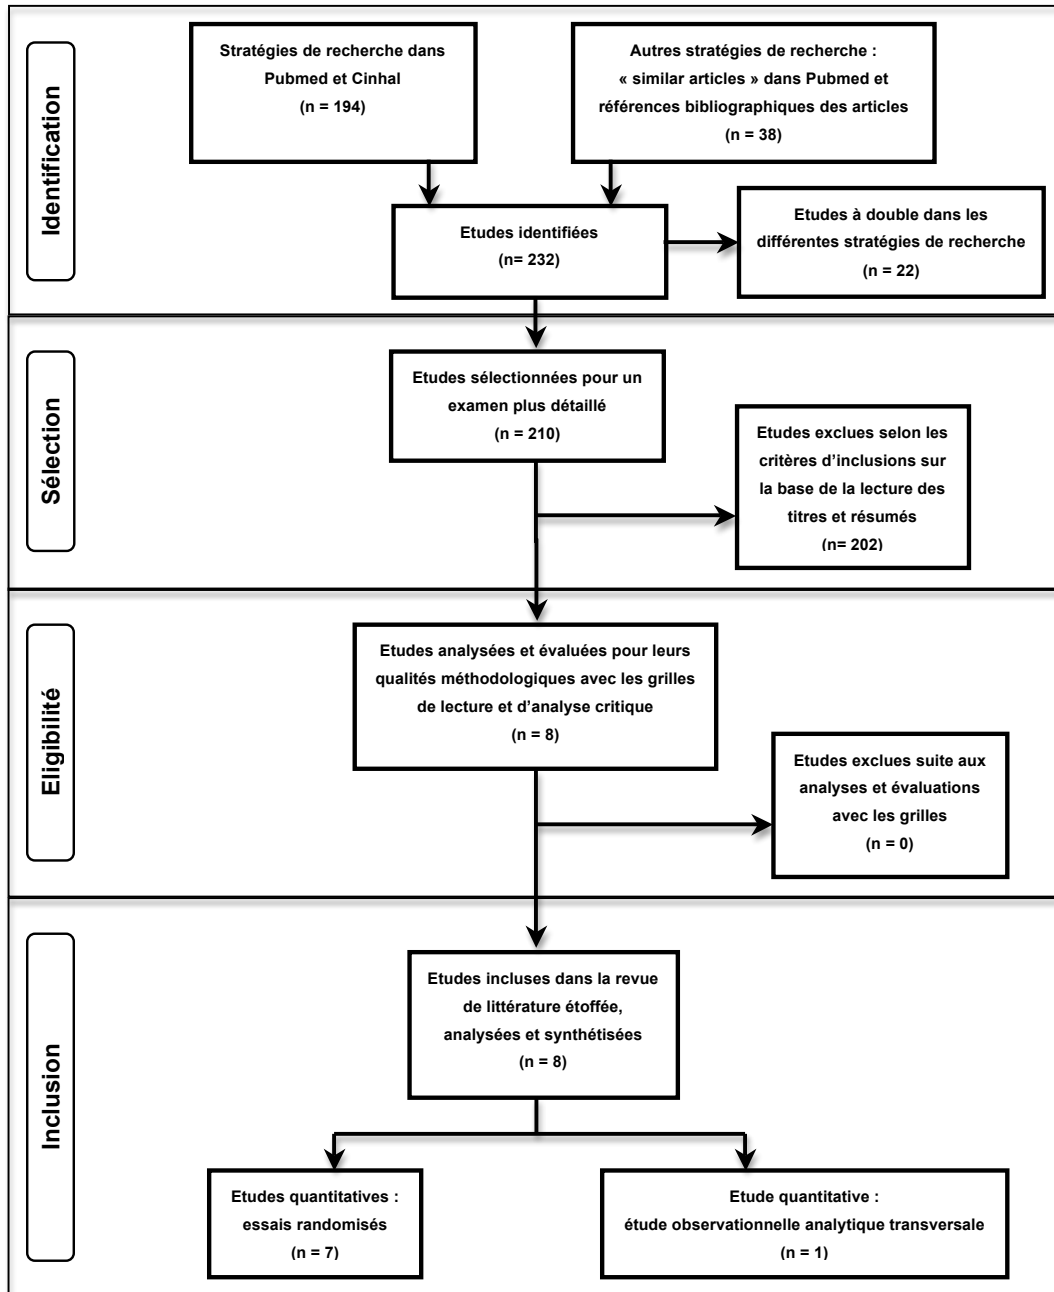 Identification
Stratégies de recherche dans
Pubmed et Cinhal
(n = 194)
Autres stratégies de recherche :
« similar articles » dans Pubmed et
références bibliographiques des articles
(n = 38)
Etudes identifiées
(n= 232)
Etudes à double dans les
différentes stratégies de recherche
(n = 22)
Sélection
Etudes sélectionnées pour un
examen plus détaillé
(n = 210)
Etudes exclues selon les
critères d’inclusions sur
la base de la lecture des
titres et résumés
(n= 202)
Eligibilité
Etudes analysées et évaluées pour leurs
qualités méthodologiques avec les grilles
de lecture et d’analyse critique
(n = 8)
Etudes exclues suite aux
analyses et évaluations
avec les grilles
(n = 0)
Inclusion
Etudes incluses dans la revue
de littérature étoffée,
analysées et synthétisées
(n = 8)
Etudes quantitatives :
essais randomisés
(n = 7)
Etude quantitative :
étude observationnelle analytique transversale
(n = 1)